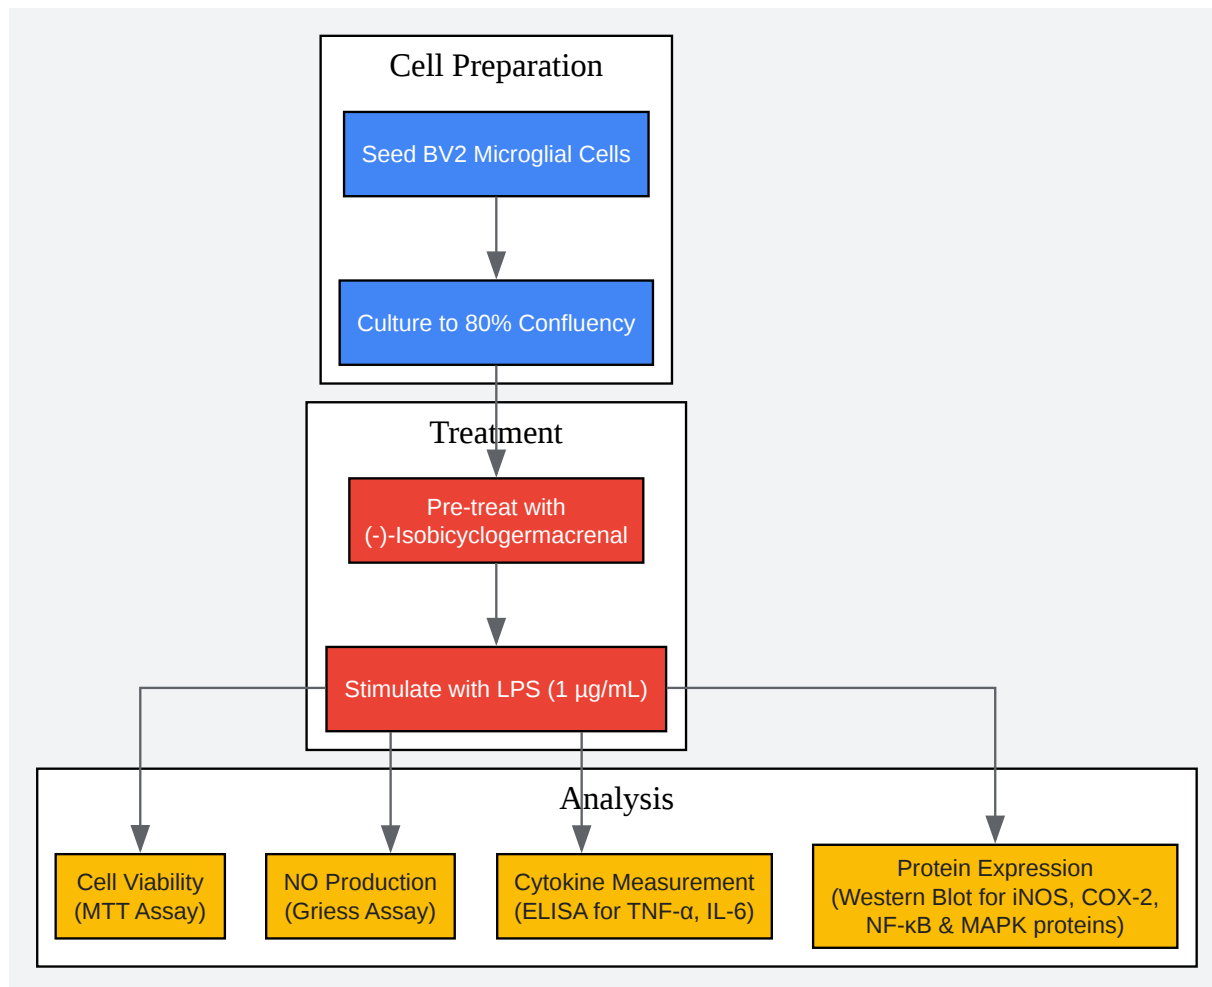 Cell Preparation
Seed BV2 Microglial Cells
Culture to 80% Confluency
Treatment
Pre-treat with
(-)-Isobicyclogermacrenal
Stimulate with LPS (1 µg/mL)
Analysis
Cell Viability
(MTT Assay)
NO Production
(Griess Assay)
Cytokine Measurement
(ELISA for TNF-α, IL-6)
Protein Expression
(Western Blot for iNOS, COX-2,
NF-κB & MAPK proteins)